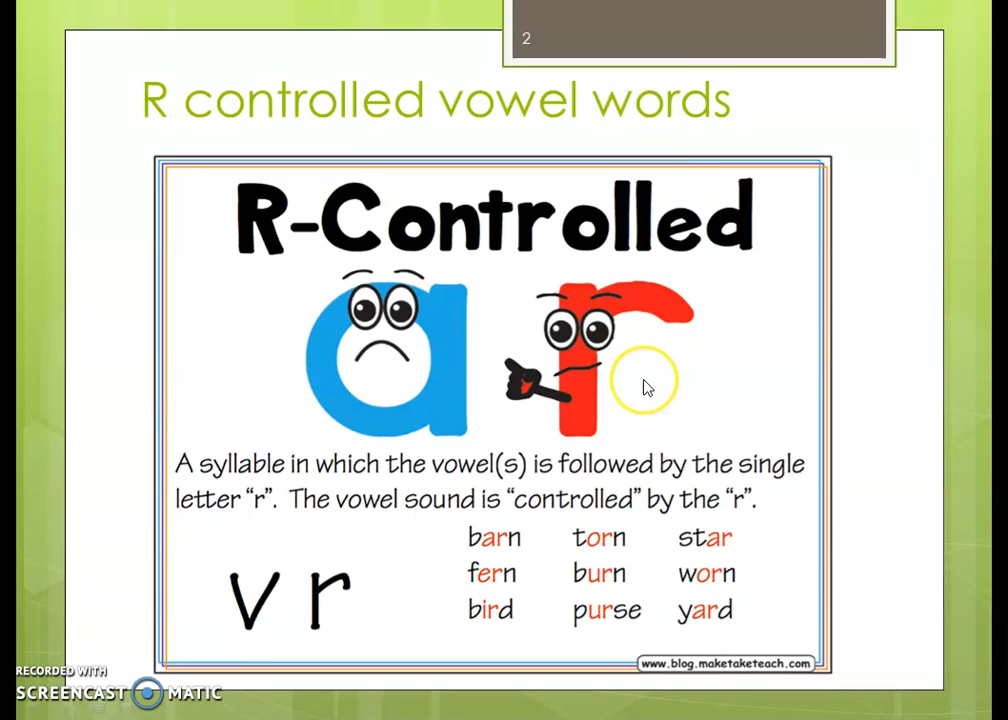 2
R controlled vowel words
R-Controlled
a r
A syllable in which the vowel(s) is followed by the single
letter “r”. The vowel sound is “controlled” by the “r”.
barn torn star
fern burn worn
v r
bird purse yard
www.blog.maketaketeach.com
RECORDED WITH
SCREENCAST MATIC